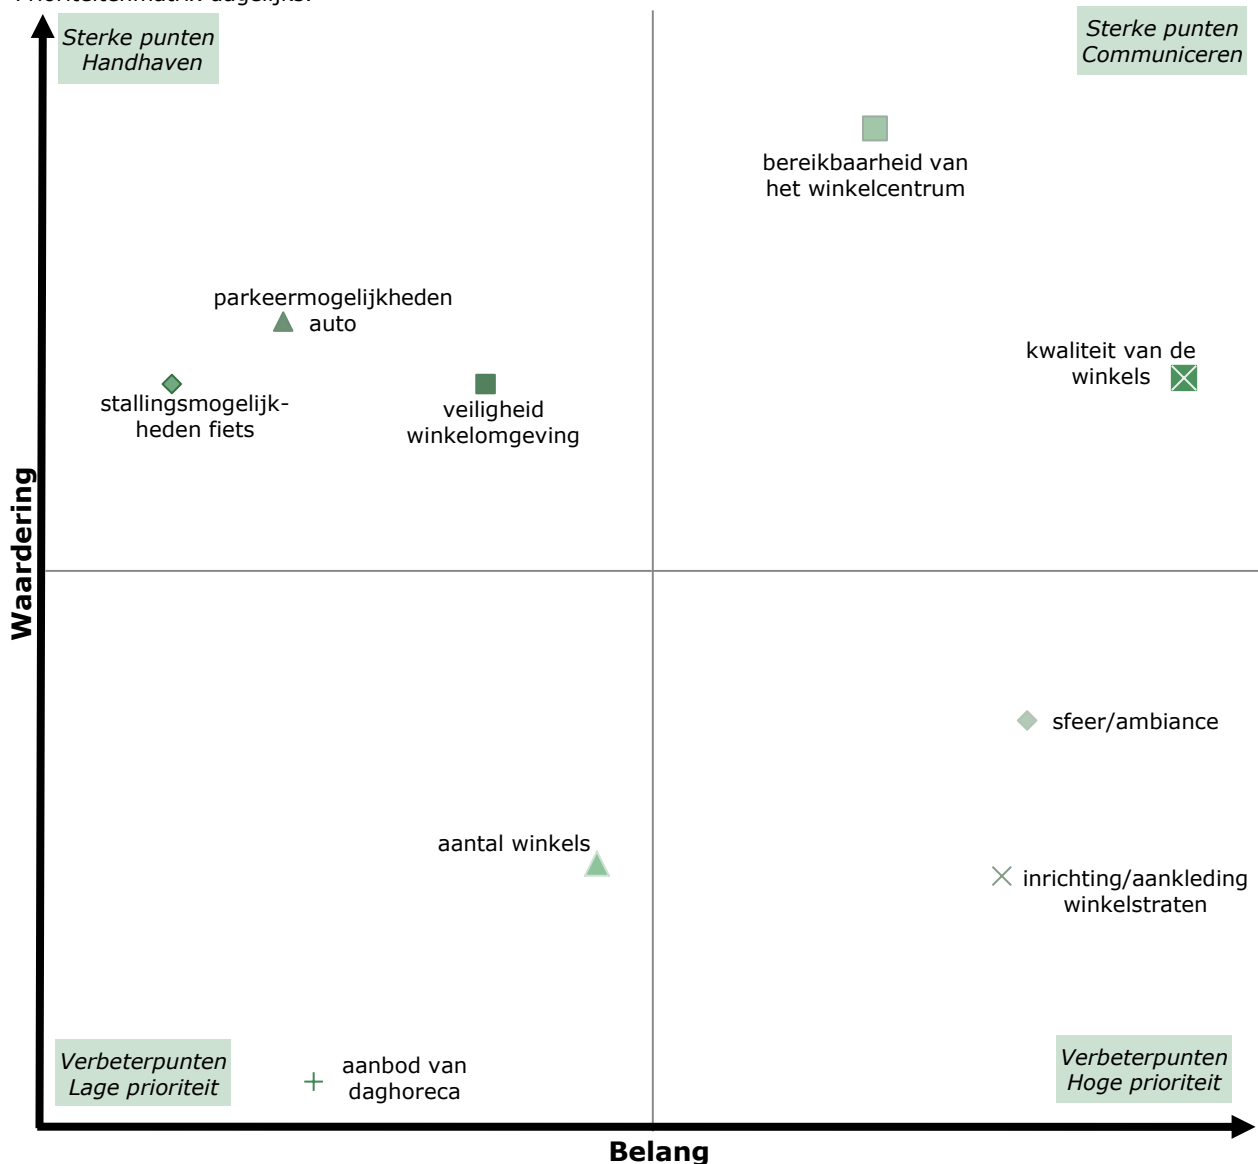 Prioriteitenmatrix dagelijks.
Sterke punten
Handhaven
Sterke punten
Communiceren
bereikbaarheid van
het winkelcentrum
parkeermogelijkheden
auto
kwaliteit van de
winkels
stallingsmogelijk-
heden fiets
veiligheid
winkelomgeving
Waardering
sfeer/ambiance
aantal winkels
inrichting/aankleding
winkelstraten
Verbeterpunten
Lage prioriteit
aanbod van
daghoreca
Verbeterpunten
Hoge prioriteit
Belang